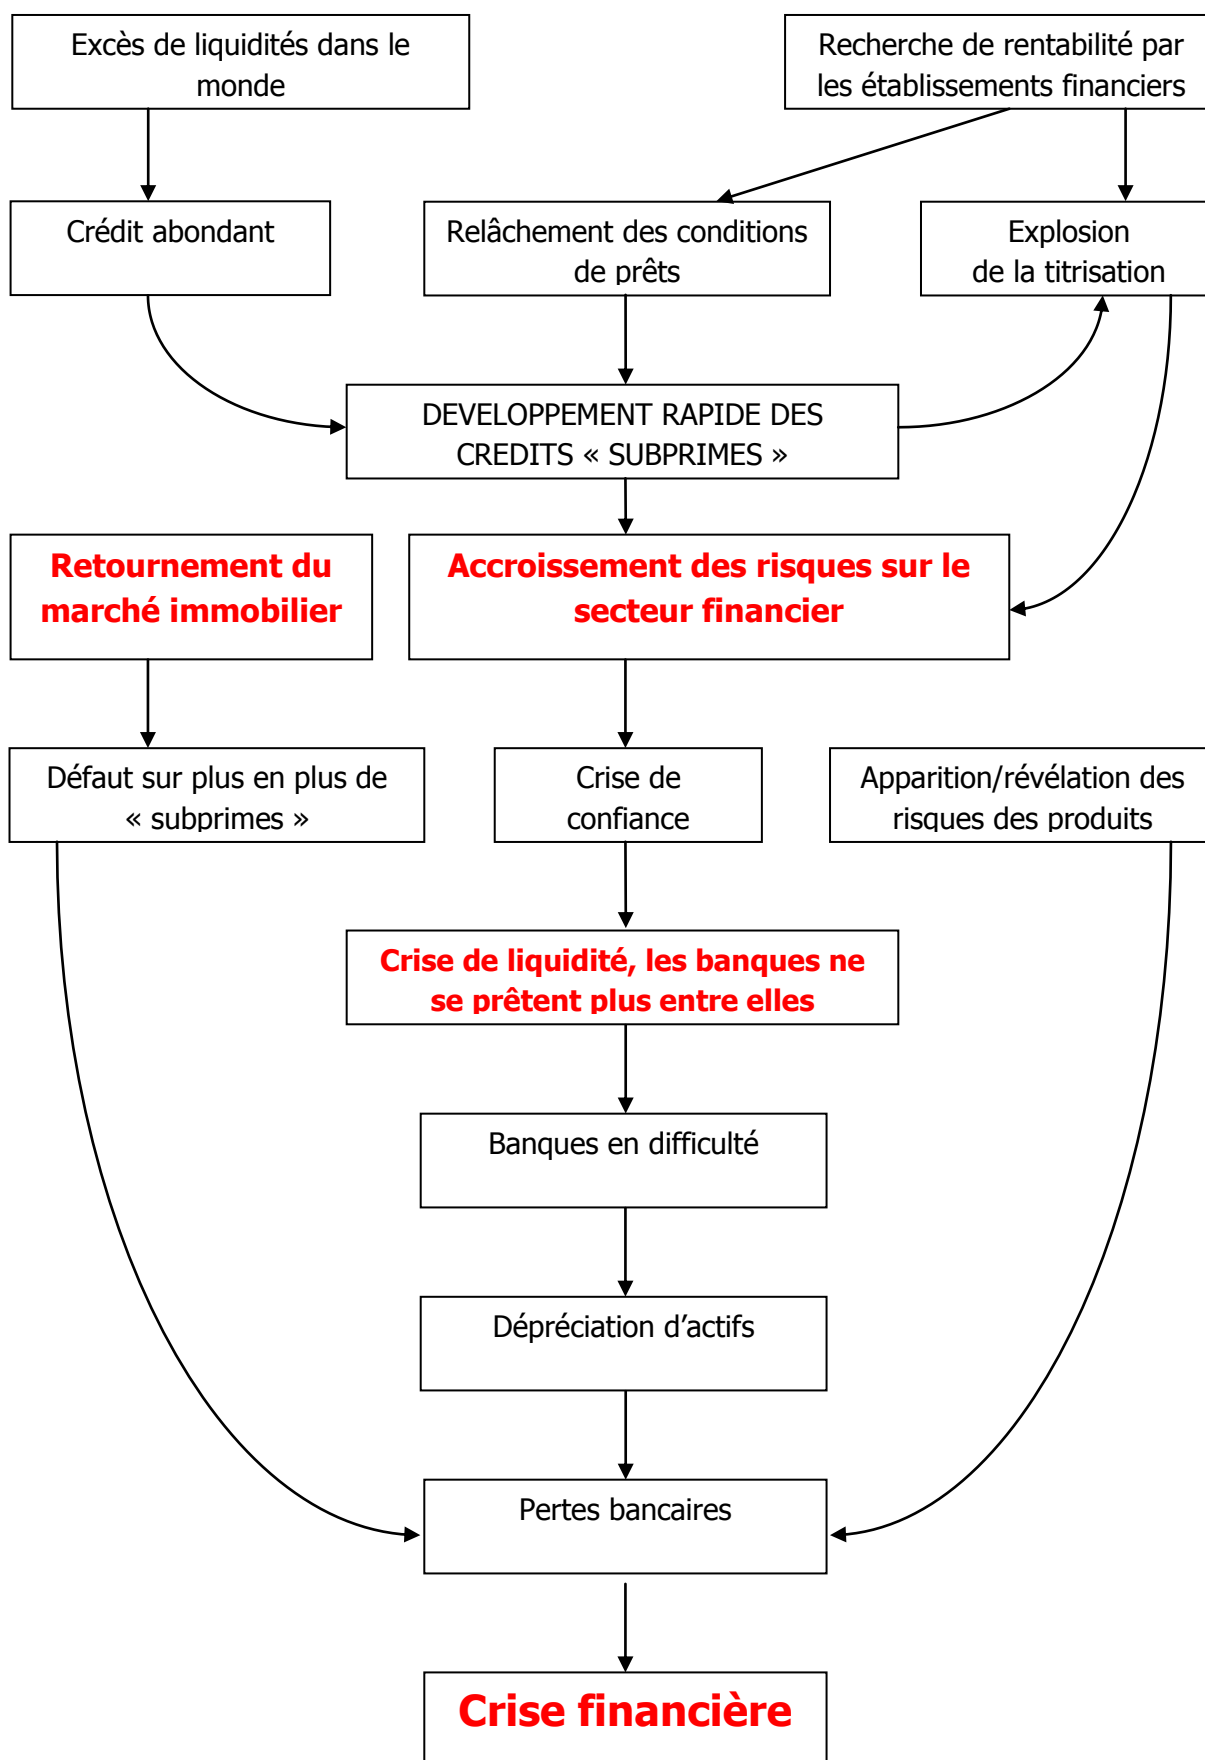 Excès de liquidités dans le
monde
Recherche de rentabilité par
les établissements financiers
Crédit abondant
Relâchement des conditions
de prêts
Explosion
de la titrisation
DEVELOPPEMENT RAPIDE DES
CREDITS « SUBPRIMES »
Retournement du
marché immobilier
Accroissement des risques sur le
secteur financier
Défaut sur plus en plus de
« subprimes »
Crise de
confiance
Apparition/révélation des
risques des produits
Crise de liquidité, les banques ne
se prêtent plus entre elles
Banques en difficulté
Dépréciation d’actifs
Pertes bancaires
Crise financière